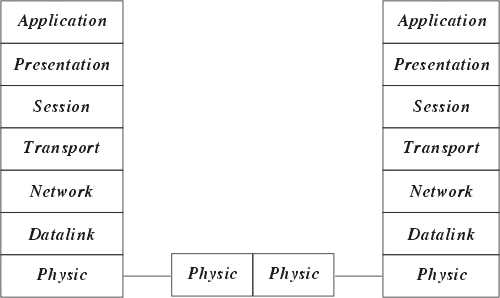 Application
Presentation
Session
Transport
Network
Datalink
Physic
Physic
Physic
Application
Presentation
Session
Transport
Network
Datalink
Physic